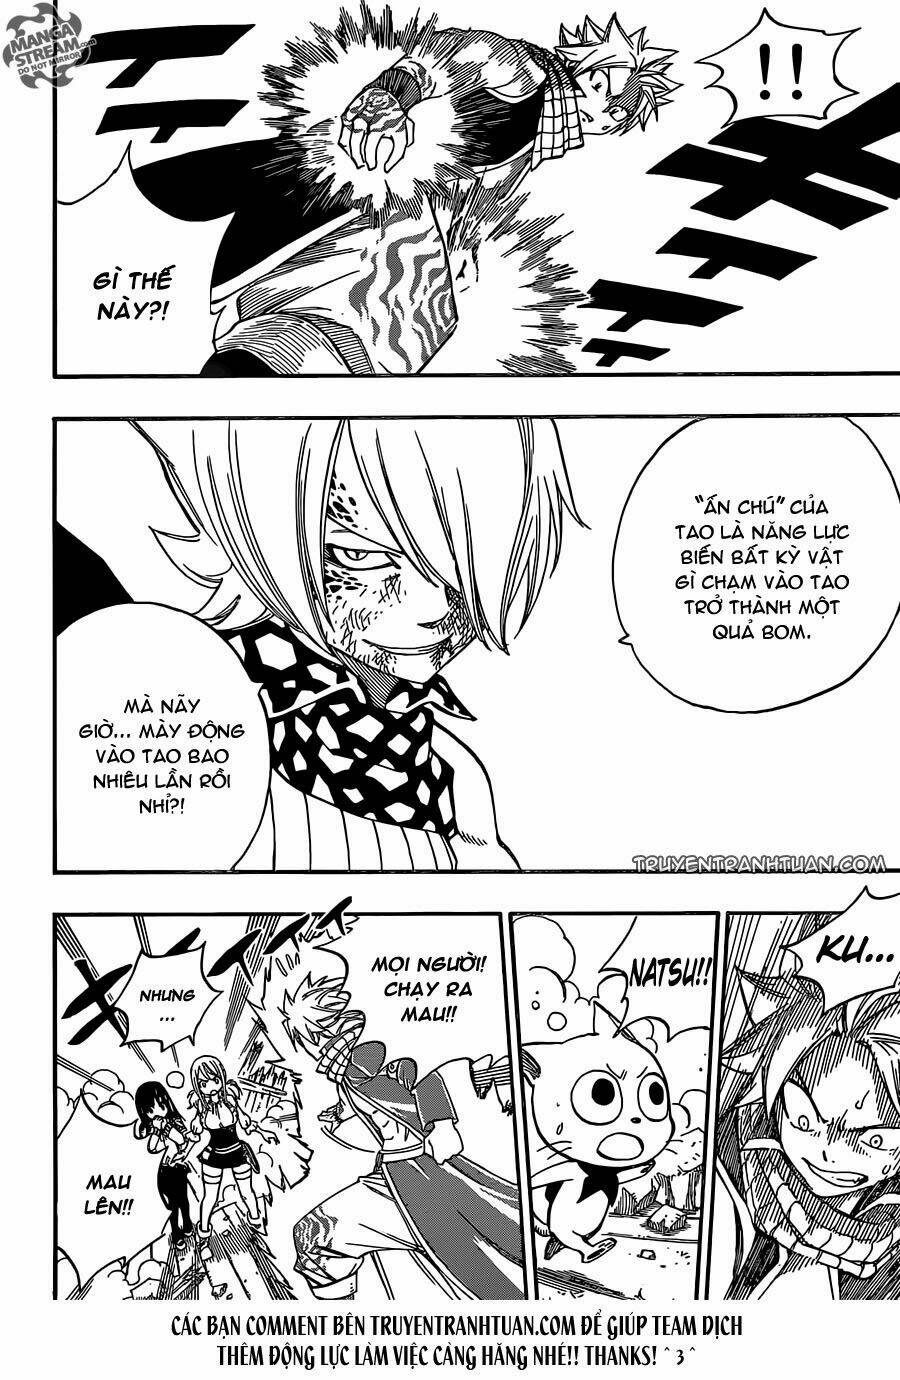 MANGA
STREAM.com
DO NOT MIRROR
!!
GÌ THẾ
NÀY?!
"ẤN CHÚ" CỦA
TAO LÀ NĂNG LỰC
BIẾN BẤT KỲ VẬT
GÌ CHẠM VÀO TAO
TRỞ THÀNH MỘT
QUẢ BOM.
MÀ NÃY
GIỜ... MÀY ĐỘNG
VÀO TAO BAO
NHIÊU LẦN RỒI
NHỈ?!
TRUYENTRANHTUAN.COM
KU...
NATSU!!
MỌI NGƯỜI!
CHẠY RA
MAU!!
NHƯNG
...
MAU
LÊN!!
CÁC BẠN COMMENT BÊN TRUYENTRANHTUAN.COM ĐỂ GIÚP TEAM DỊCH
THÊM ĐỘNG LỰC LÀM VIỆC CÀNG HĂNG NHÉ!! THANKS! ^3^